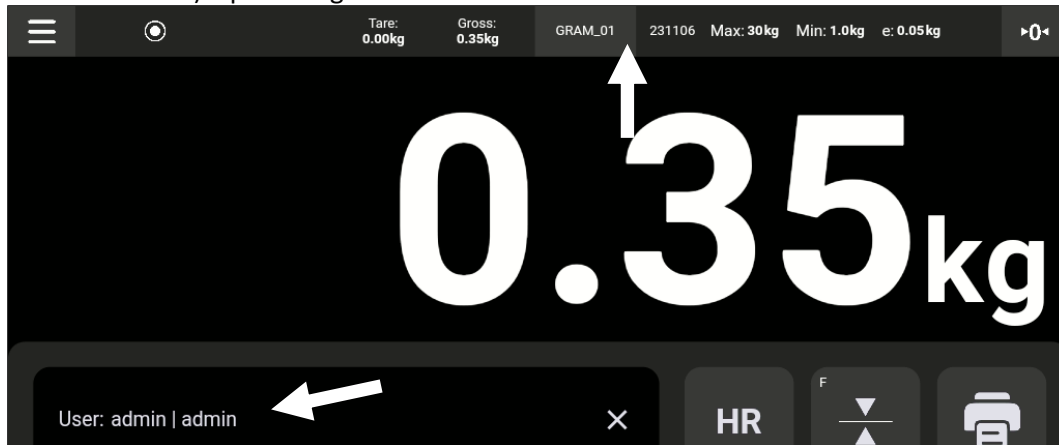 Tare: Gross:
0.00kg 0.35kg GRAM_01 231106 Max: 30kg Min: 1.0kg e: 0.05kg ►0◄
0.35kg
F
User: admin | admin × HR